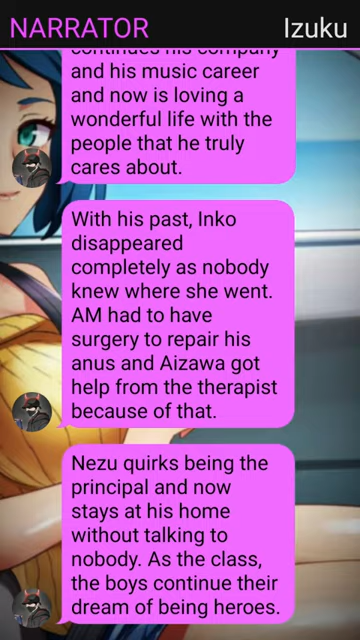 NARRATOR
Izuku
continues his company
and his music career
and now is loving a
wonderful life with the
people that he truly
cares about.
With his past, Inko
disappeared
completely as nobody
knew where she went.
AM had to have
surgery to repair his
anus and Aizawa got
help from the therapist
because of that.
Nezu quirks being the
principal and now
stays at his home
without talking to
nobody. As the class,
the boys continue their
dream of being heroes.